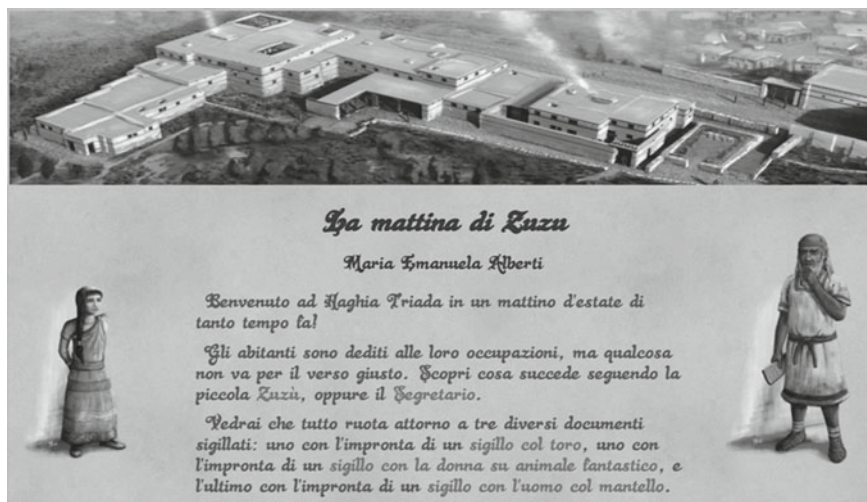 La mattina di Zuzu
Maria Emanuela Alberti
Benvenuto ad Haghia Triada in un mattino d'estate di
tanto tempo fa!
Gli abitanti sono dediti alle loro occupazioni, ma qualcosa
non va per il verso giusto. Scopri cosa succede seguendo la
piccola Zuzù, oppure il Segretario.
Vedrai che tutto ruota attorno a tre diversi documenti
sigillati: uno con l'impronta di un sigillo col toro, uno con
l'impronta di un sigillo con la donna su animale fantastico, e
l'ultimo con l'impronta di un sigillo con l'uomo col mantello.